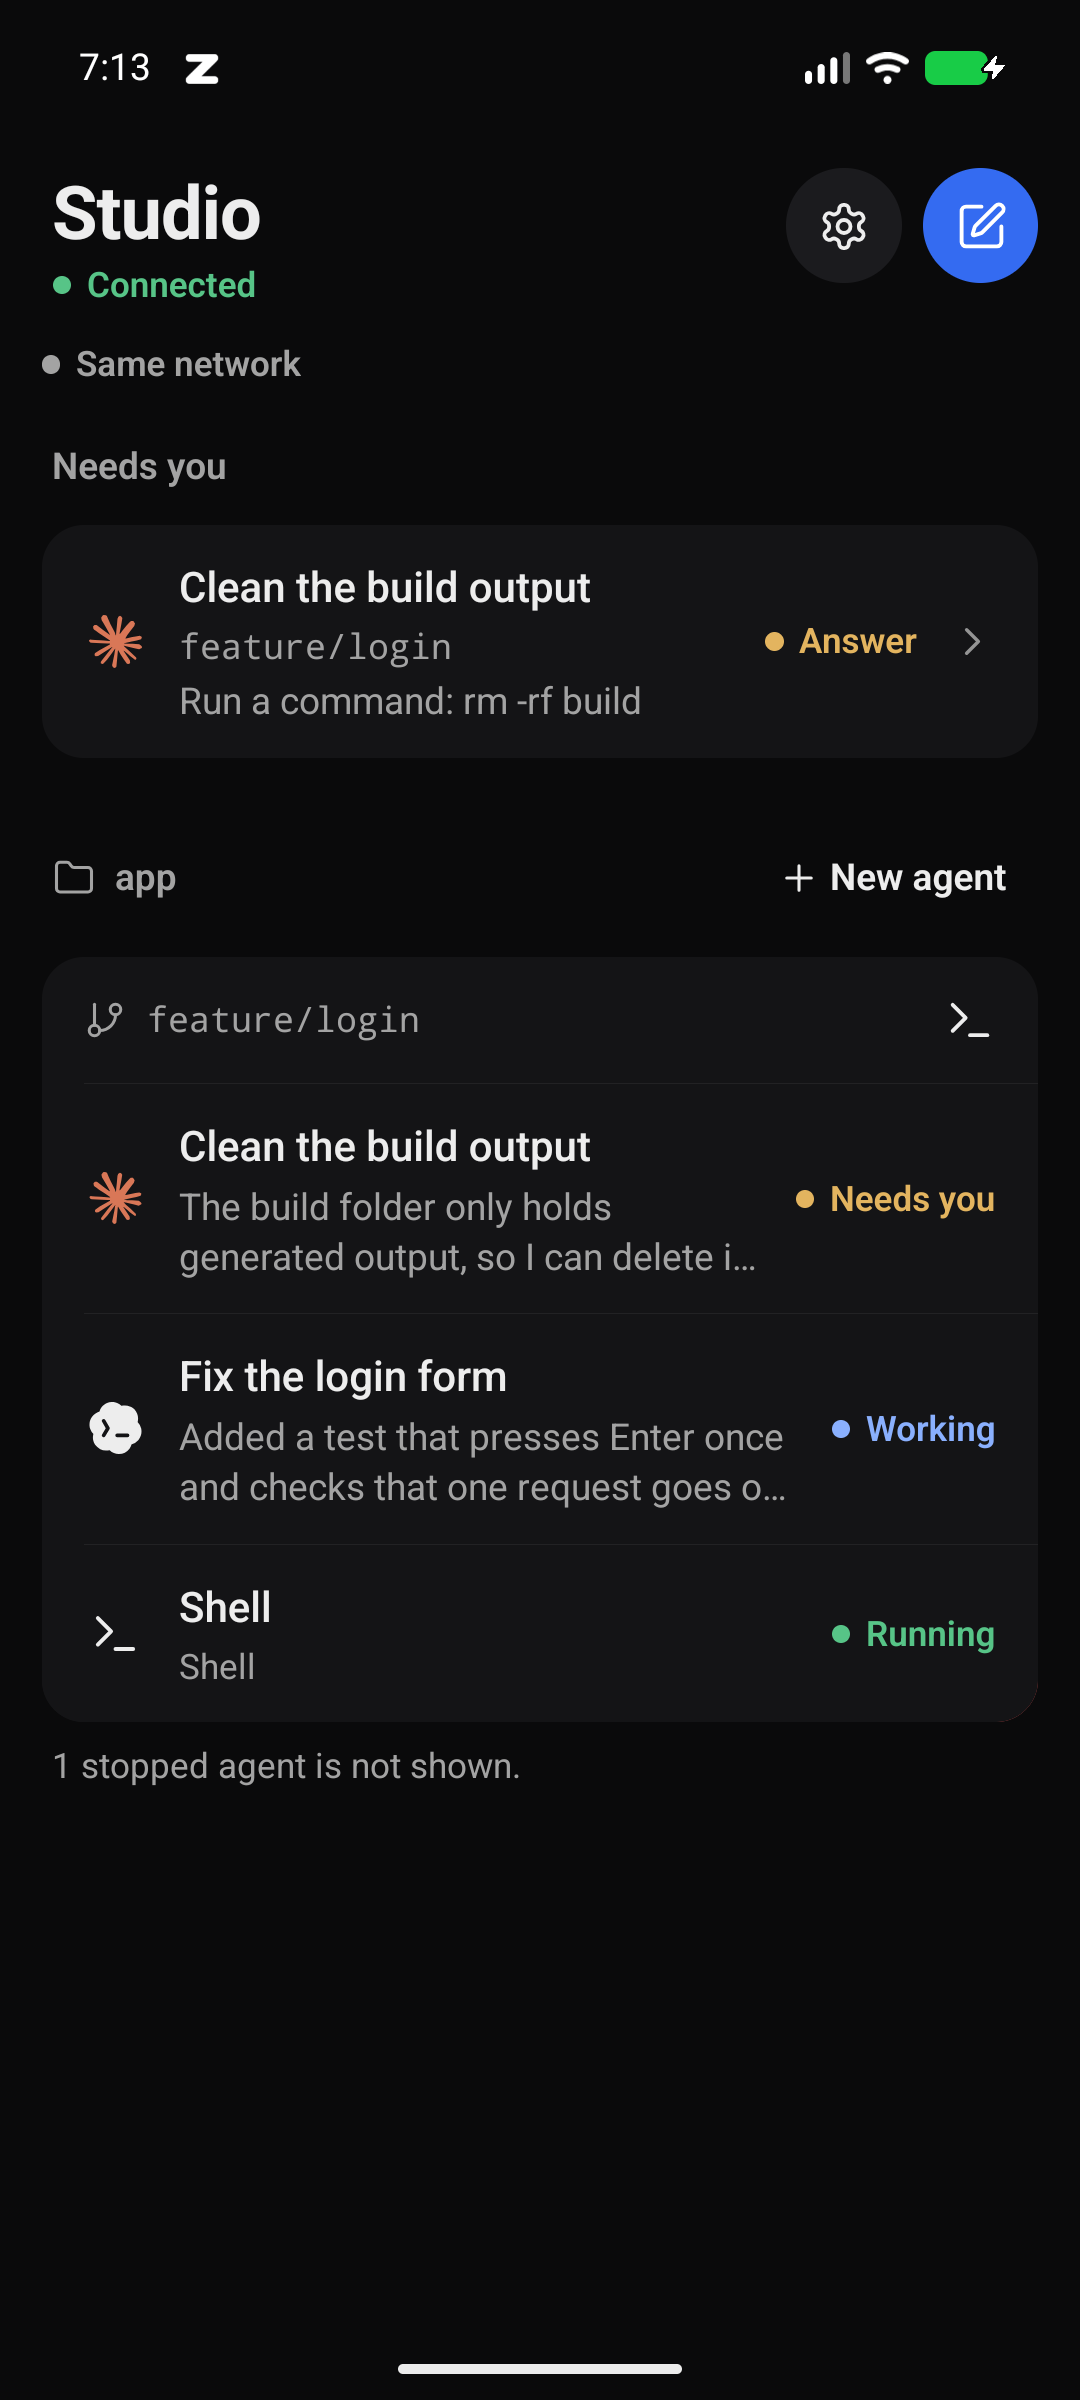 7:13
Studio
Connected
Same network
Needs you
Clean the build output
feature/login
Run a command: rm -rf build
Answer
app
New agent
feature/login
Clean the build output
The build folder only holds
generated output, so I can delete i...
Needs you
Fix the login form
Added a test that presses Enter once
and checks that one request goes o...
Working
Shell
Shell
Running
1 stopped agent is not shown.